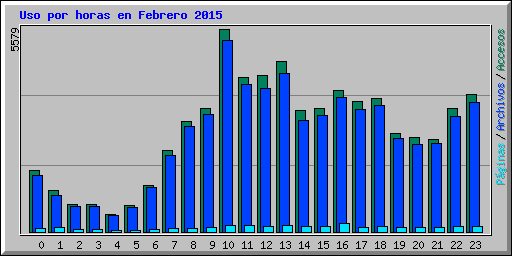 Uso por horas en Febrero 2015
5579
Páginas / Archivos / Accesos
0 1 2 3 4 5 6 7 8 9 10 11 12 13 14 15 16 17 18 19 20 21 22 23